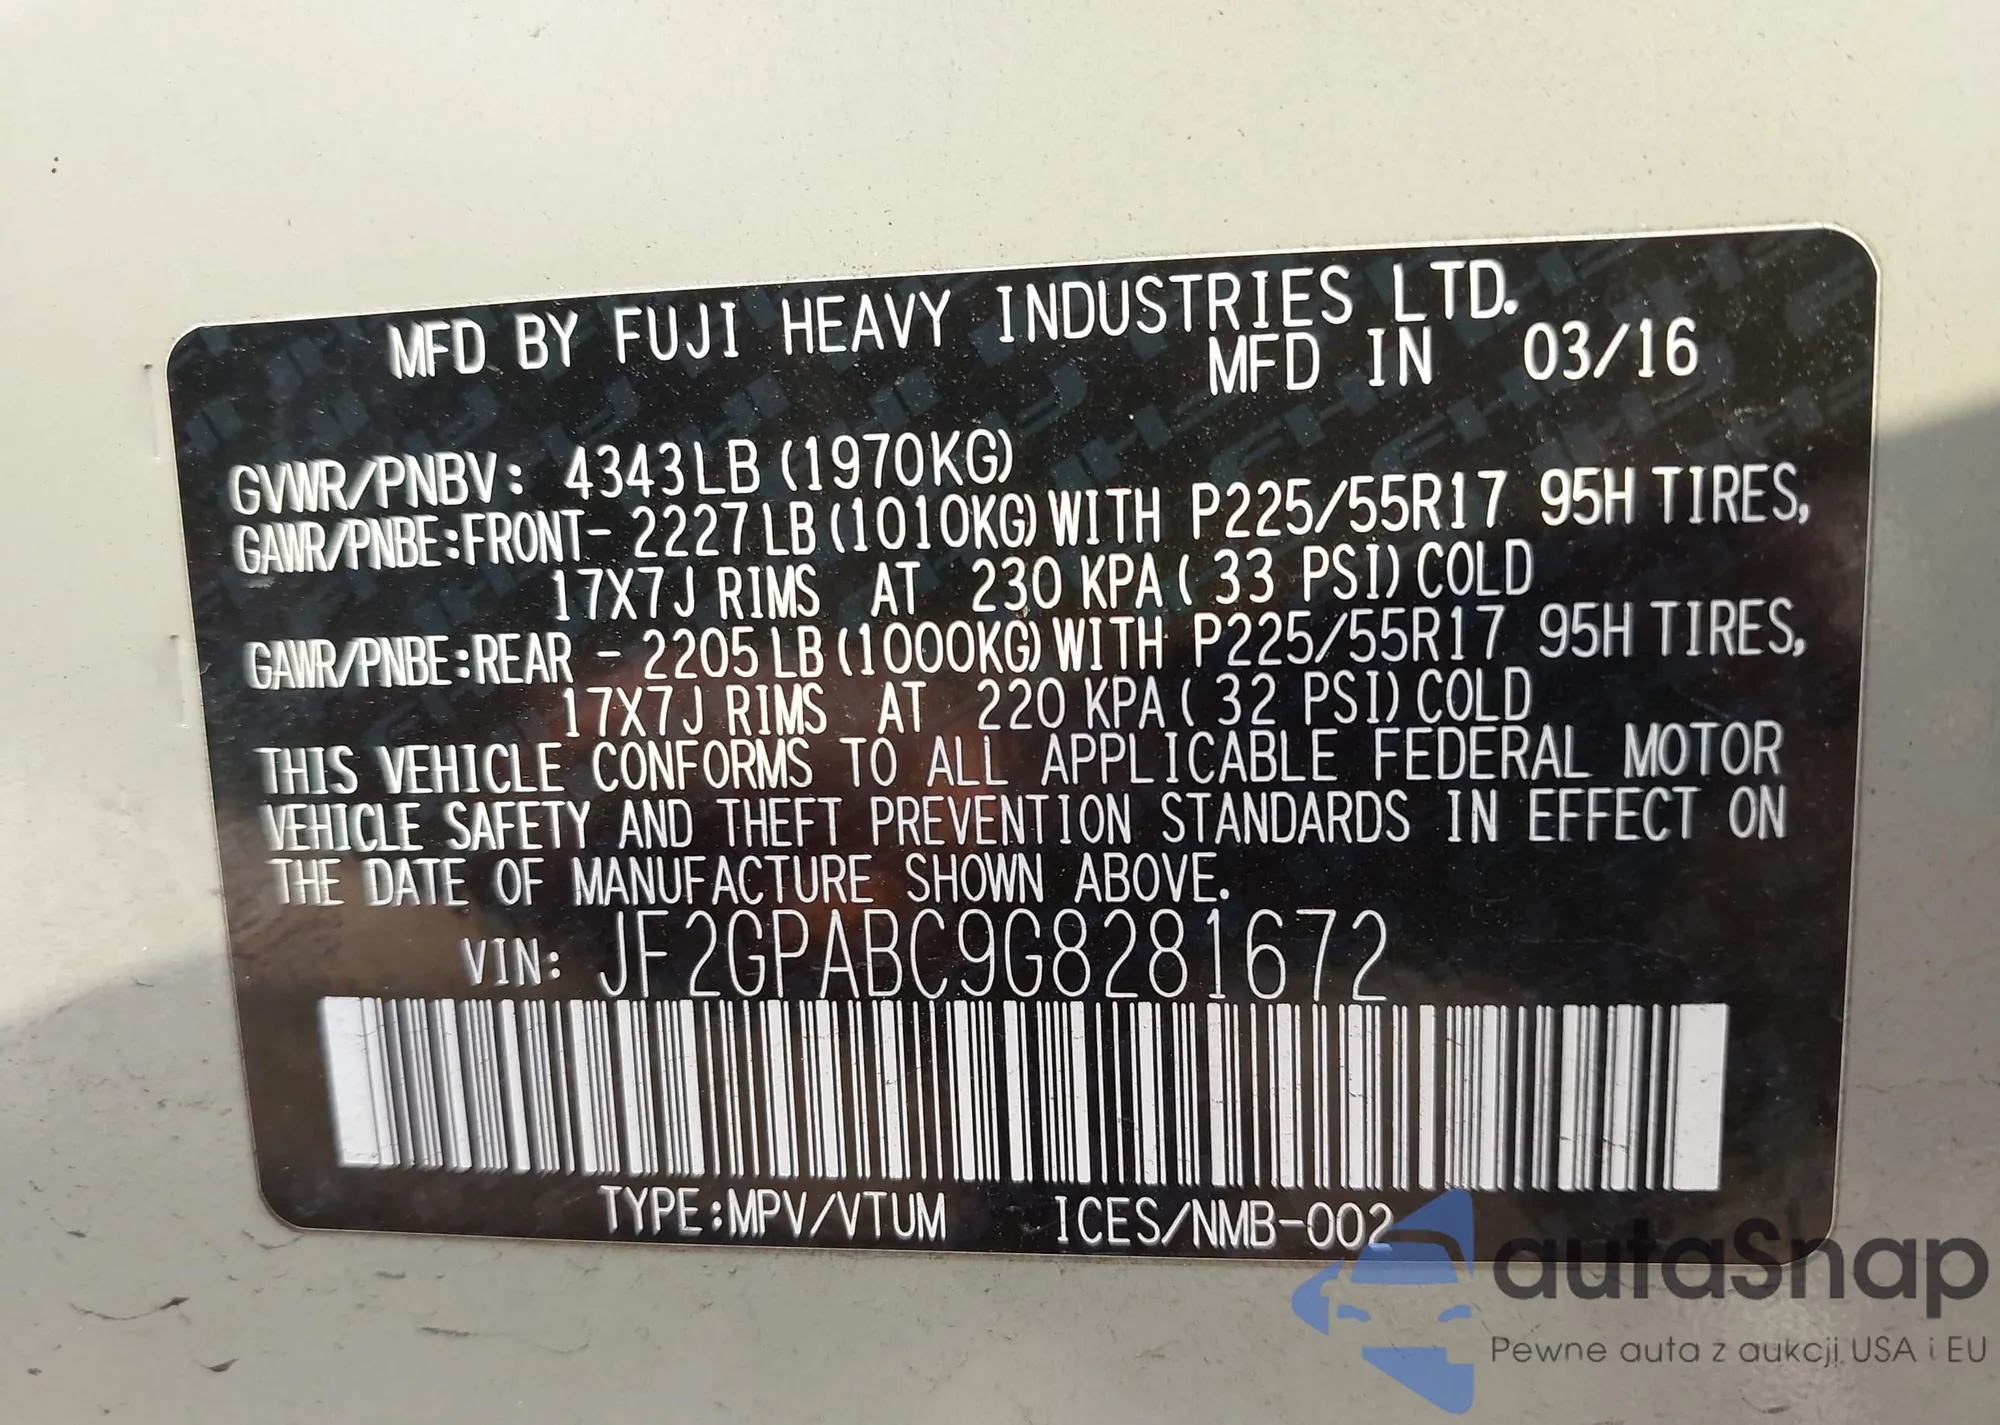 MFD BY FUJI HEAVY INDUSTRIES LTD.
MFD IN 03/16
GVWR/PNBV: 4343LB (1970KG)
GAWR/PNBE:FRONT- 2227LB (1010KG) WITH P225/55R17 95H TIRES,
17X7J RIMS AT 230 KPA ( 33 PSI) COLD
GAWR/PNBE:REAR - 2205LB (1000KG) WITH P225/55R17 95H TIRES,
17X7J RIMS AT 220 KPA ( 32 PSI) COLD
THIS VEHICLE CONFORMS TO ALL APPLICABLE FEDERAL MOTOR
VEHICLE SAFETY AND THEFT PREVENTION STANDARDS IN EFFECT ON
THE DATE OF MANUFACTURE SHOWN ABOVE.
VIN: JF2GPABC9G8281672
TYPE:MPV/VTUM ICES/NMB-002
autaSnap
Pewne auta z aukcji USA i EU